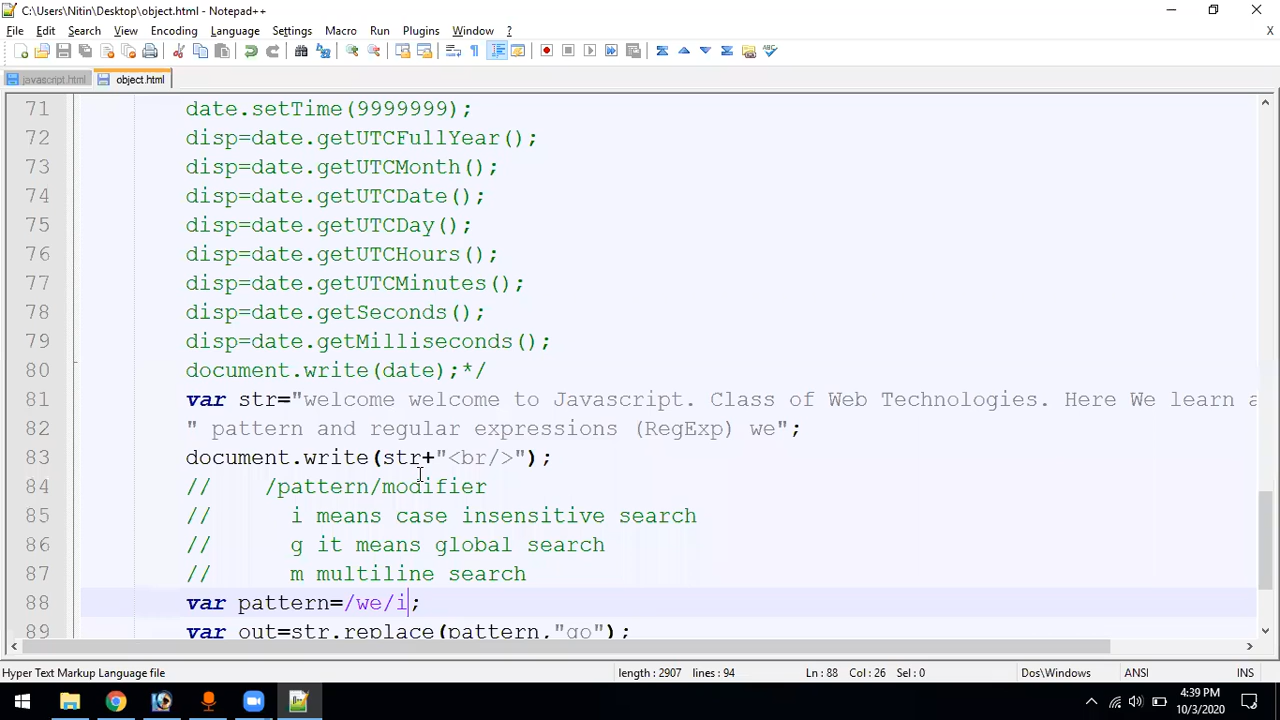 C:\Users\Nitin\Desktop\object.html - Notepad++
File Edit Search View Encoding Language Settings Macro Run Plugins Window ? X
javascript.html object.html
71 date.setTime(9999999);
72 disp=date.getUTCFullYear();
73 disp=date.getUTCMonth();
74 disp=date.getUTCDate();
75 disp=date.getUTCDay();
76 disp=date.getUTCHours();
77 disp=date.getUTCMinutes();
78 disp=date.getSeconds();
79 disp=date.getMilliseconds();
80 document.write(date);*/
81 var str="welcome welcome to Javascript. Class of Web Technologies. Here We learn a
82 " pattern and regular expressions (RegExp) we";
83 document.write(str+"<br/>");
84 // /pattern/modifier
85 // i means case insensitive search
86 // g it means global search
87 // m multiline search
88 var pattern=/we/i;
89 var out=str.replace(pattern,"go");
Hyper Text Markup Language file length : 2907 lines : 94 Ln : 88 Col : 26 Sel : 0 Dos\Windows ANSI INS
4:39 PM
10/3/2020